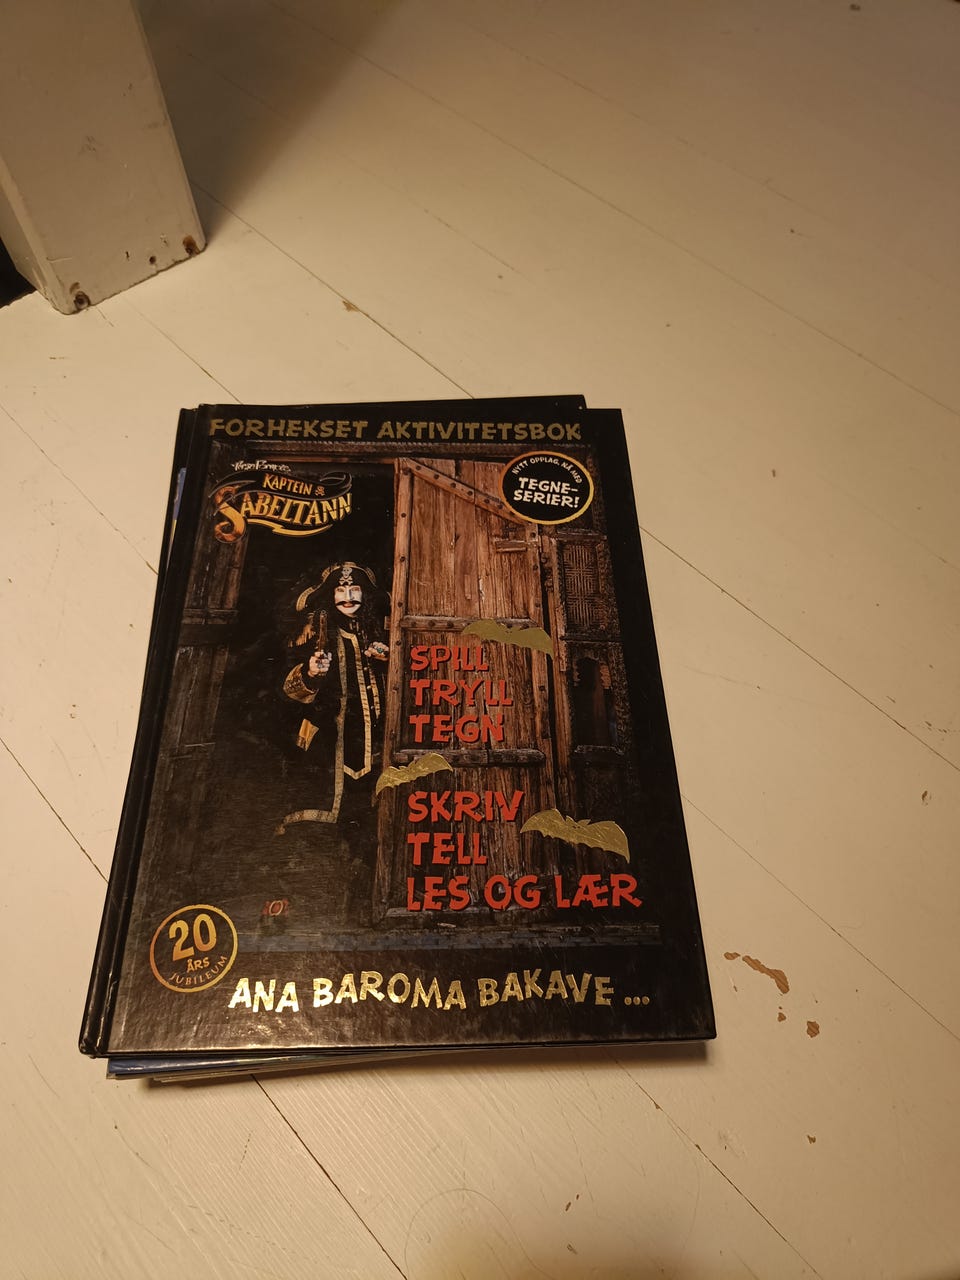 FORHEKSET AKTIVITETSBOK
KAPTEIN
SABELTANN
NYTT OPPLAG, NÅ MED
TEGNE-
SERIER!
SPILL
TRYLL
TEGN
SKRIV
TELL
LES OG LÆR
20
ÅRS
JUBILEUM
ANA BAROMA BAKAVE ...